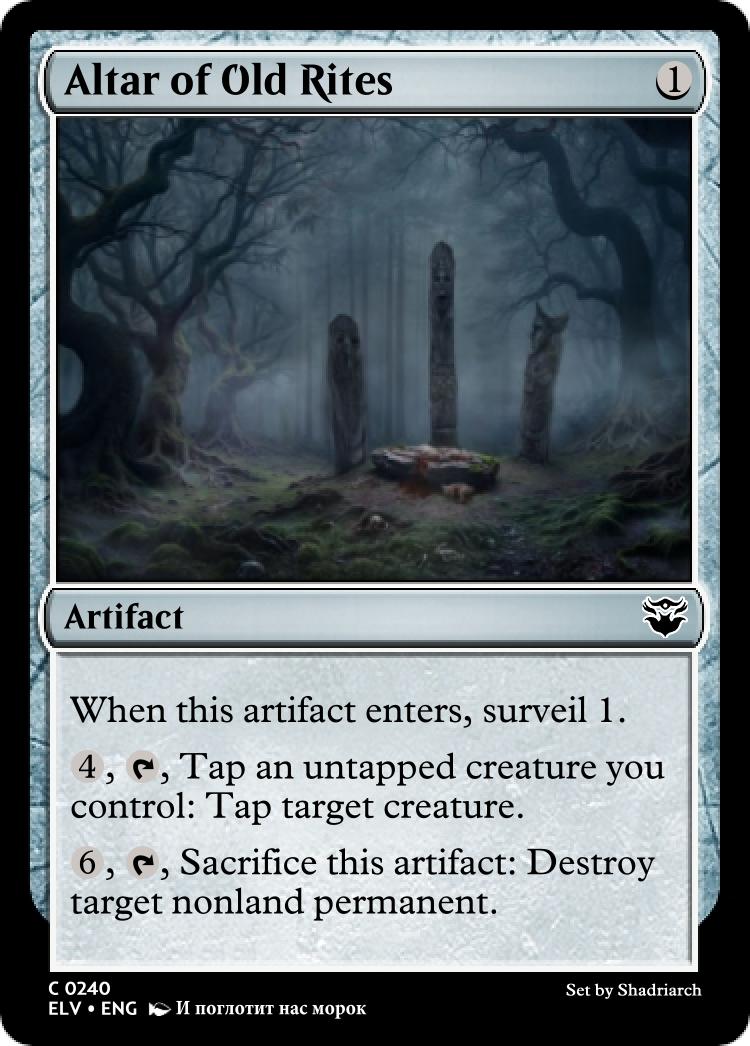 Altar of Old Rites
1
Artifact
When this artifact enters, surveil 1.
4, , Tap an untapped creature you
control: Tap target creature.
6, , Sacrifice this artifact: Destroy
target nonland permanent.
C 0240
Set by Shadriarch
ELV • ENG И поглотит нас морок